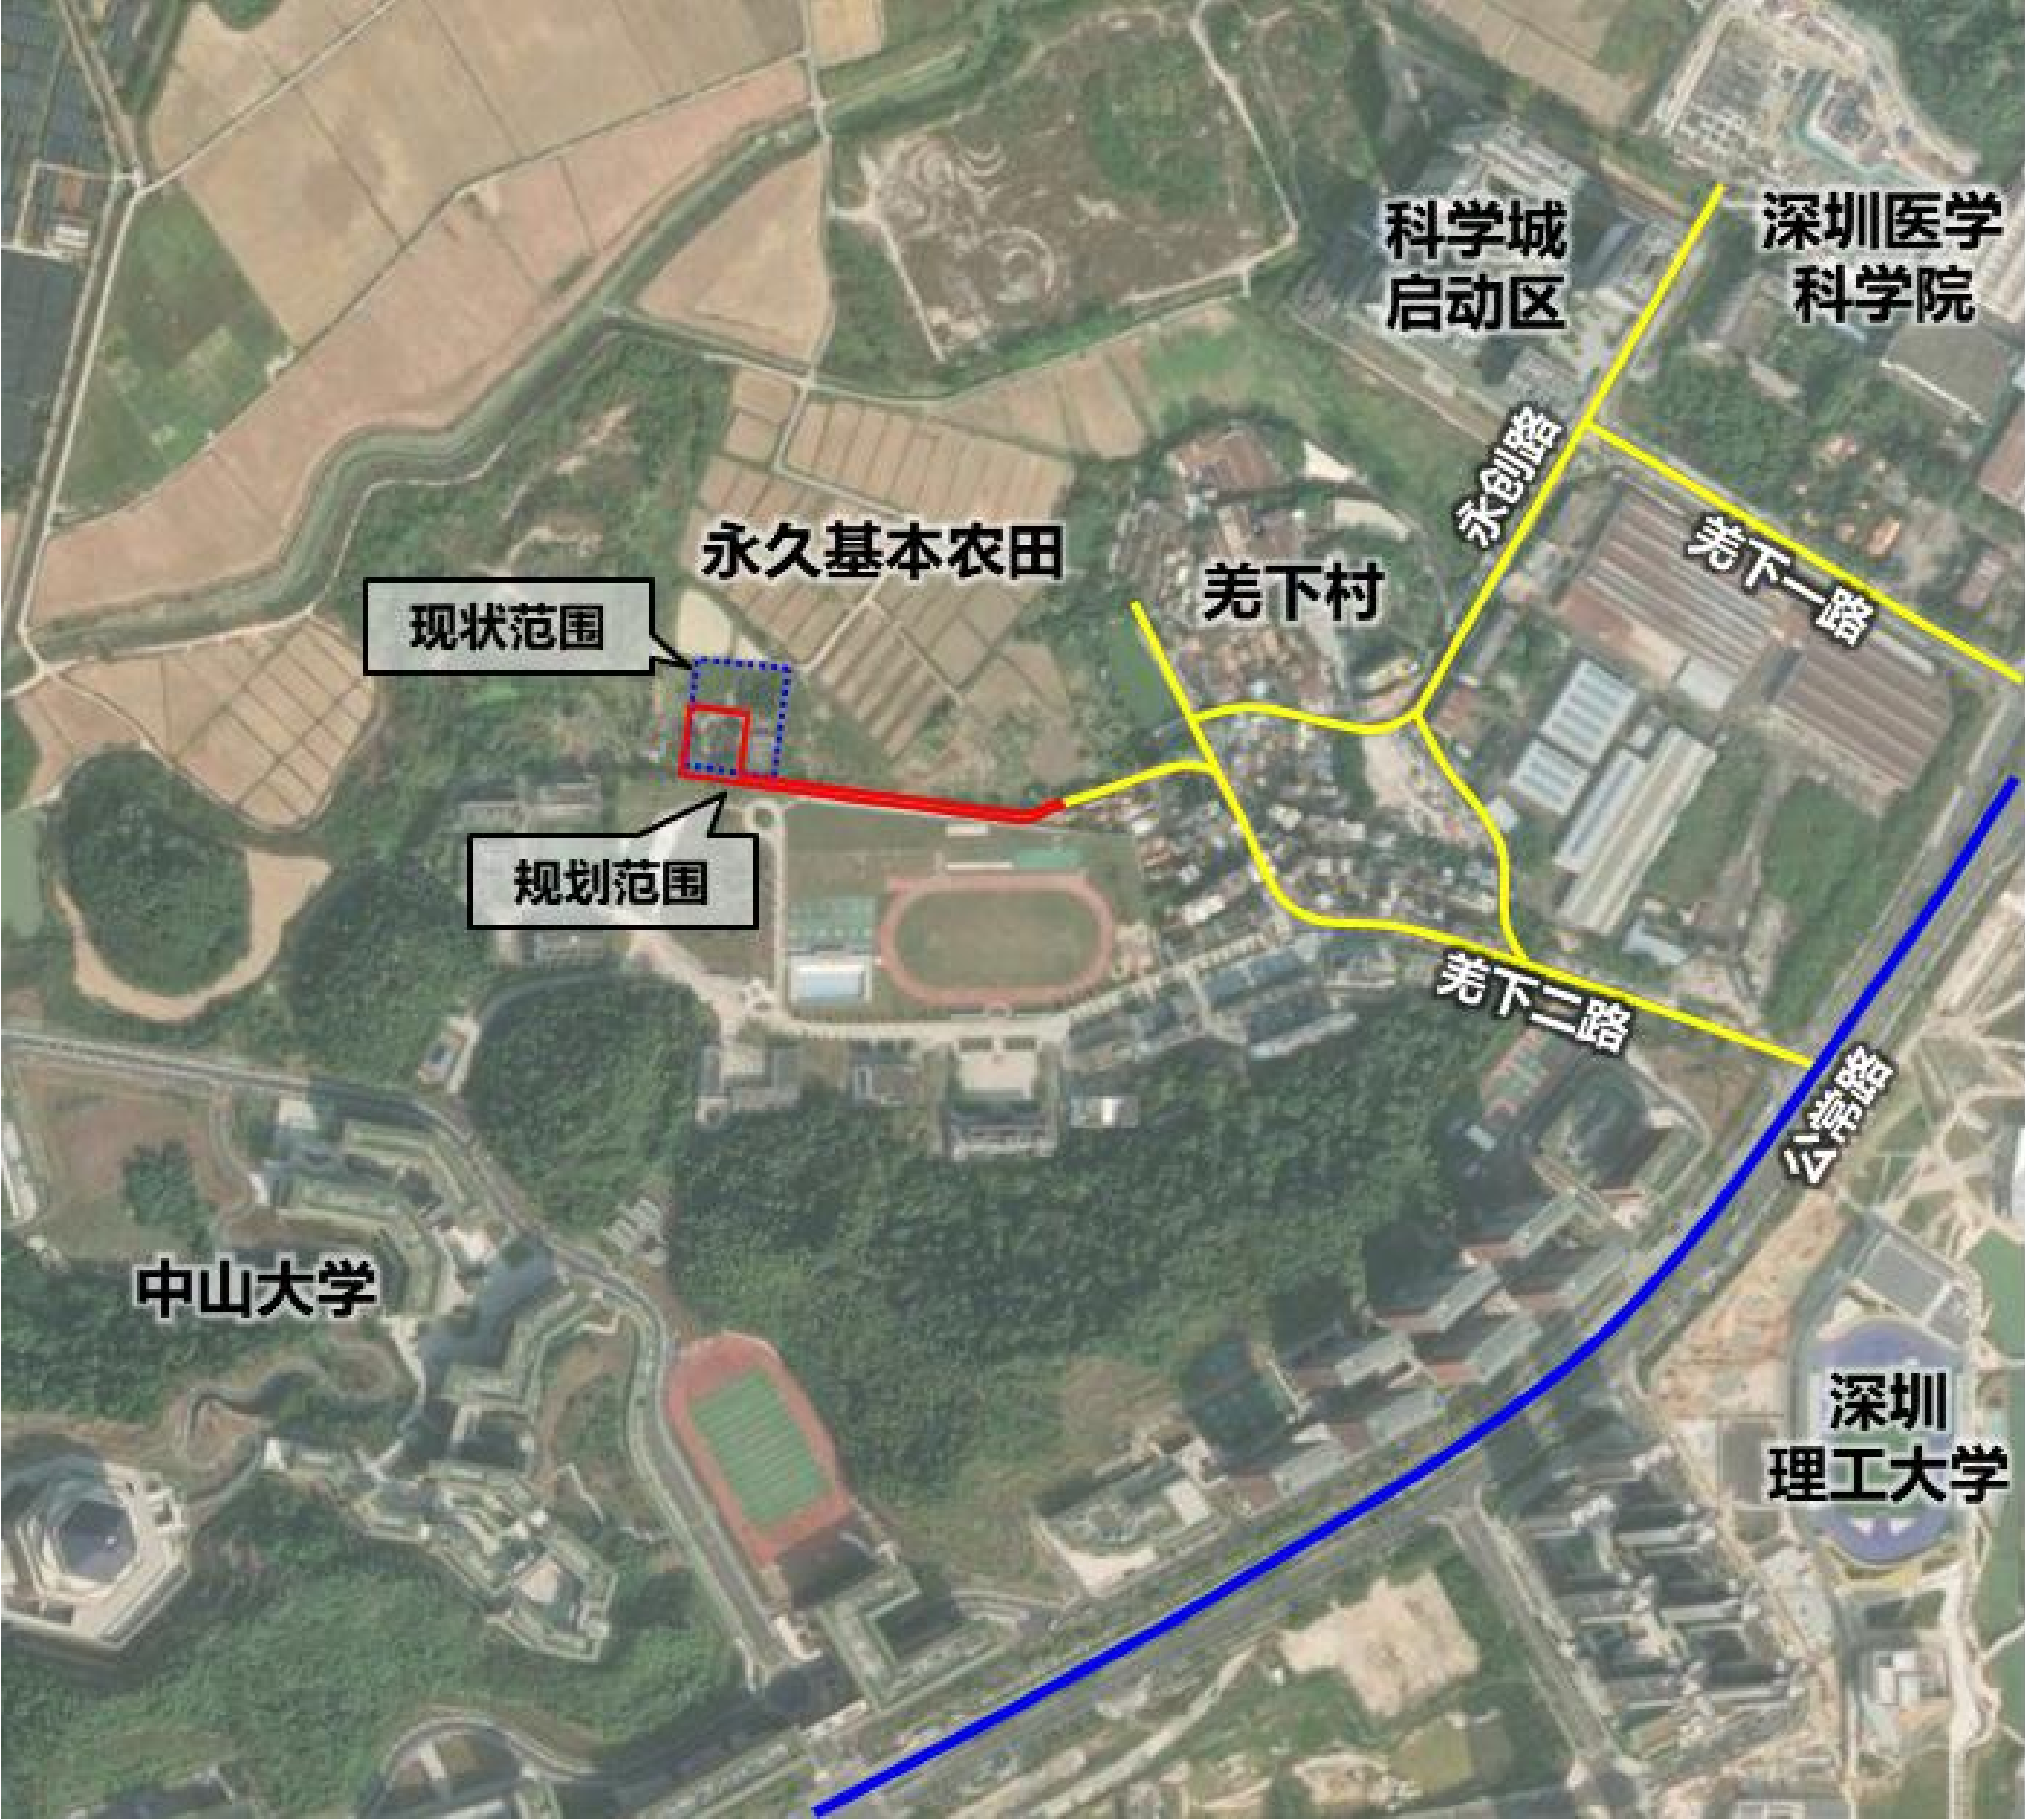 科学城
启动区
深圳医学
科学院
永创路
羌下一路
永久基本农田
羌下村
现状范围
规划范围
羌下二路
公常路
中山大学
深圳
理工大学